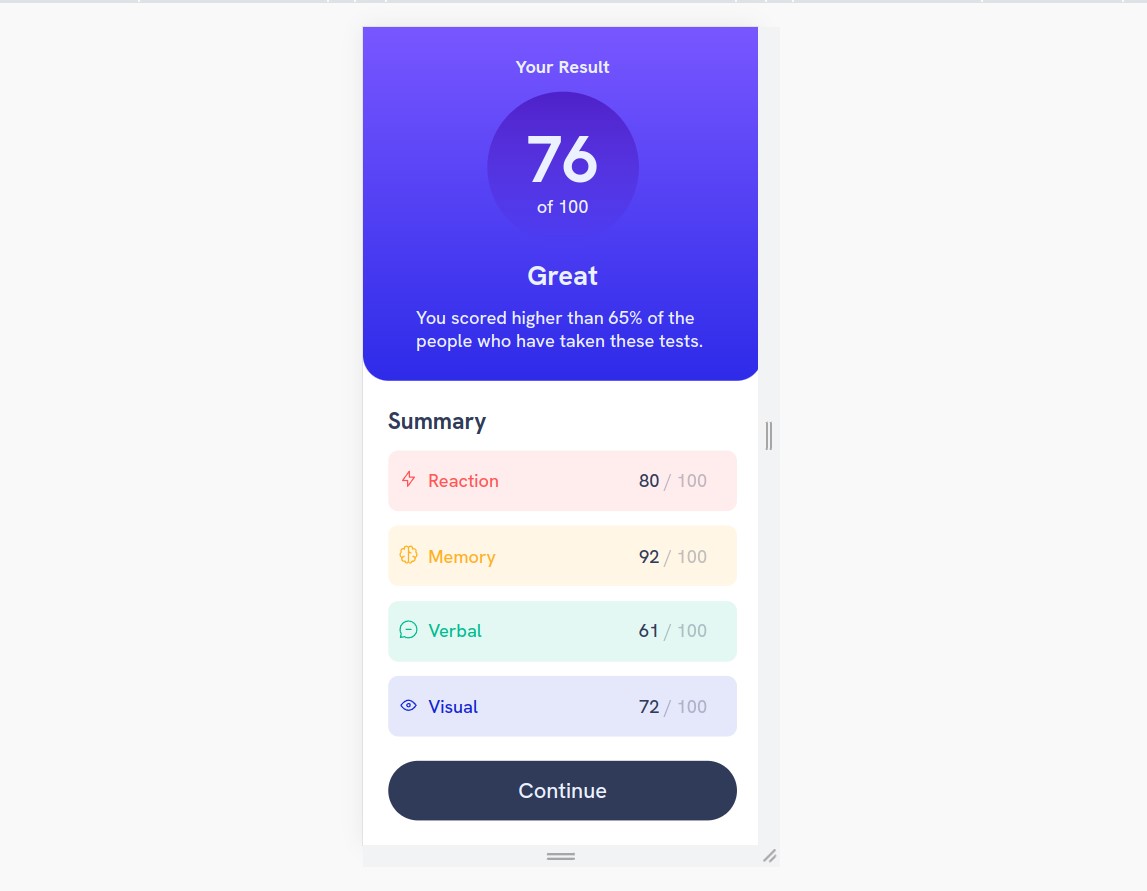 Your Result
76
of 100
Great
You scored higher than 65% of the
people who have taken these tests.
Summary
Reaction 80 / 100
Memory 92 / 100
Verbal 61 / 100
Visual 72 / 100
Continue